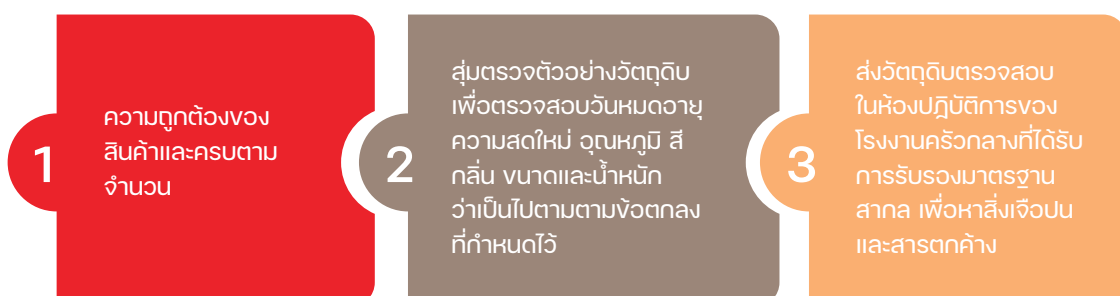 1
ความถูกต้องของ
สินค้าและครบตาม
จำนวน
2
สุ่มตรวจตัวอย่างวัตถุดิบ
เพื่อตรวจสอบวันหมดอายุ
ความสดใหม่ อุณหภูมิ สี
กลิ่น ขนาดและน้ำหนัก
ว่าเป็นไปตามตามข้อตกลง
ที่กำหนดไว้
3
ส่งวัตถุดิบตรวจสอบ
ในห้องปฎิบัติการของ
โรงงานครัวกลางที่ได้รับ
การรับรองมาตรฐาน
สากล เพื่อหาสิ่งเจือปน
และสารตกค้าง